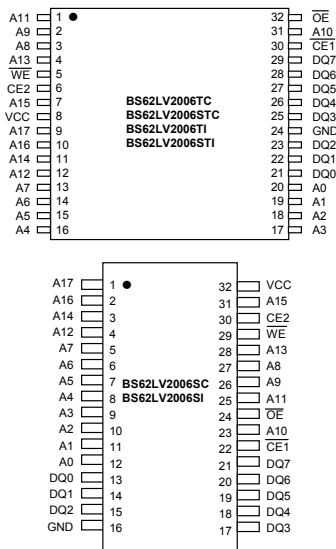 A11 1 32 OE
A9 2 31 A10
A8 3 30 CE1
A13 4 29 DQ7
WE 5 28 DQ6
CE2 6 27 DQ5
A15 7 BS62LV2006TC 26 DQ4
VCC 8 BS62LV2006STC 25 DQ3
A17 9 BS62LV2006TI 24 GND
A16 10 BS62LV2006STI 23 DQ2
A14 11 22 DQ1
A12 12 21 DQ0
A7 13 20 A0
A6 14 19 A1
A5 15 18 A2
A4 16 17 A3
A17 1 32 VCC
A16 2 31 A15
A14 3 30 CE2
A12 4 29 WE
A7 5 28 A13
A6 6 27 A8
A5 7 BS62LV2006SC 26 A9
A4 8 BS62LV2006SI 25 A11
A3 9 24 OE
A2 10 23 A10
A1 11 22 CE1
A0 12 21 DQ7
DQ0 13 20 DQ6
DQ1 14 19 DQ5
DQ2 15 18 DQ4
GND 16 17 DQ3